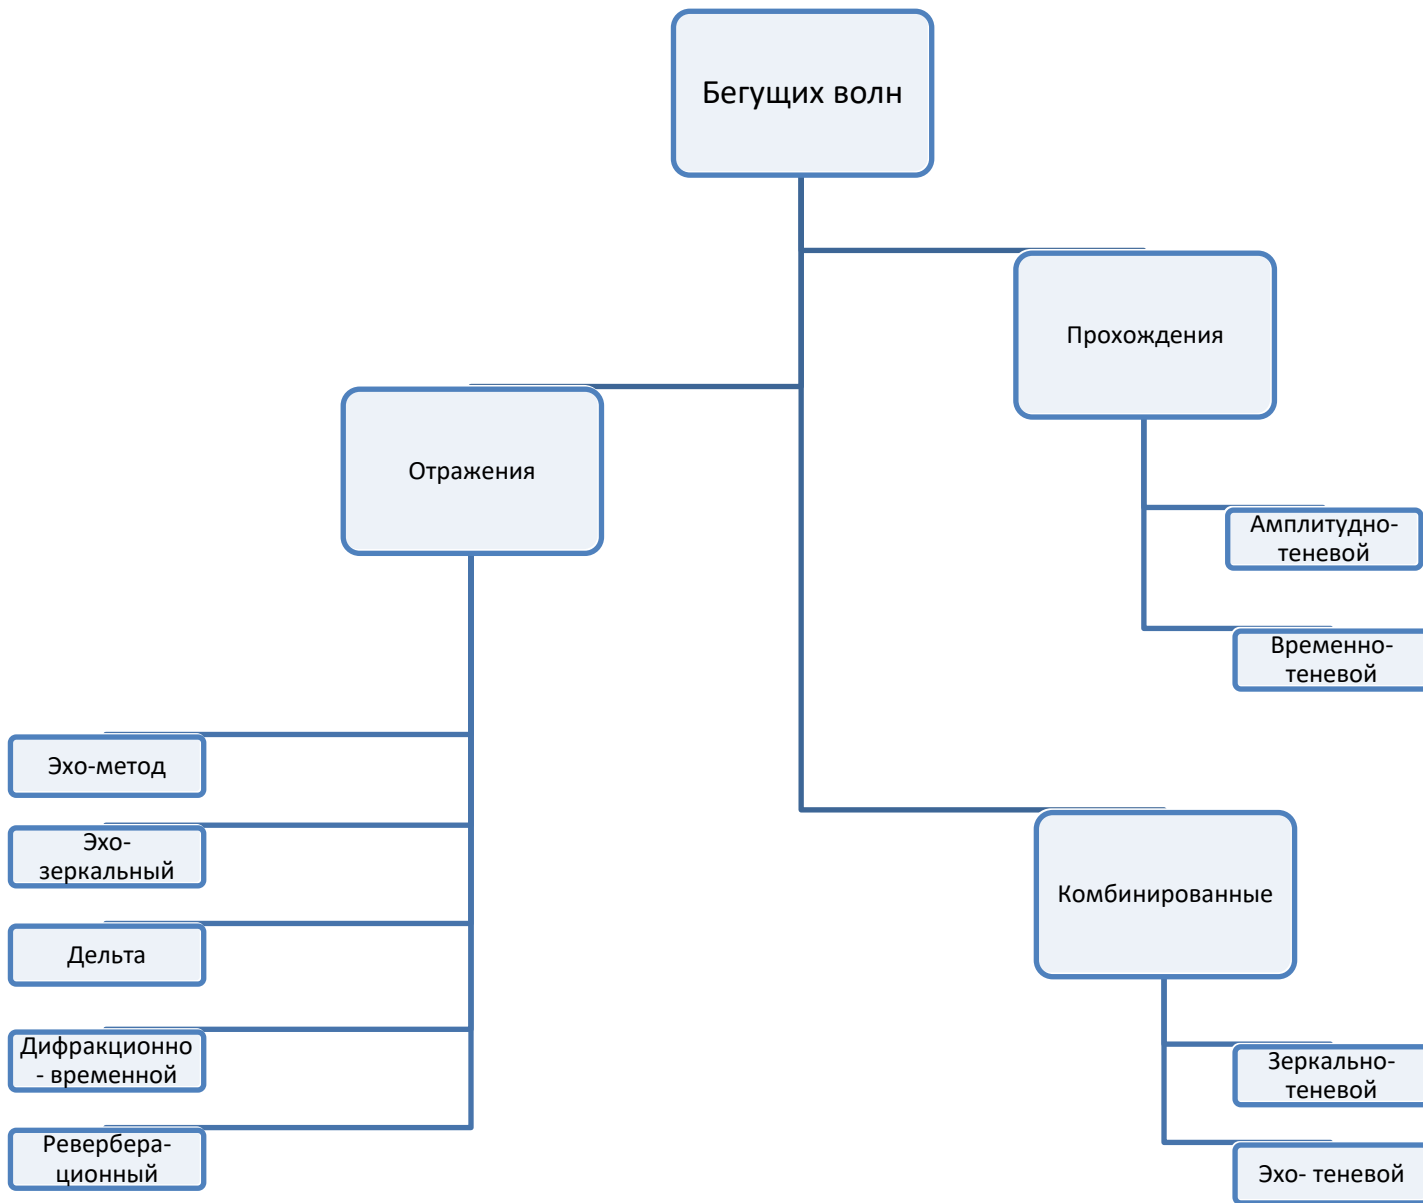 Бегущих волн
Прохождения
Отражения
Амплитудно-
теневой
Временно-
теневой
Эхо-метод
Эхо-
зеркальный
Дельта
Дифракционно
- временной
Ревербера-
ционный
Комбинированные
Зеркально-
теневой
Эхо- теневой